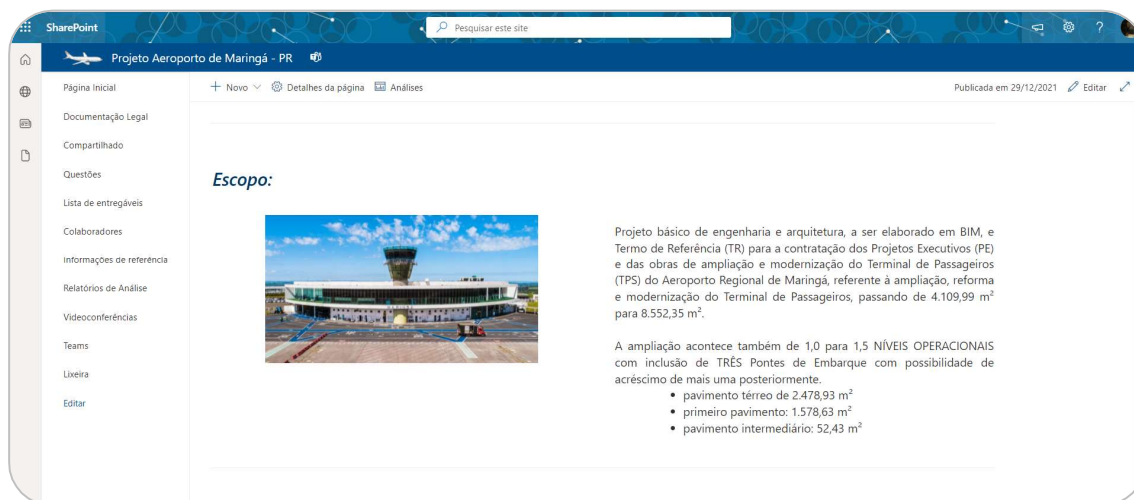 SharePoint
Pesquisar este site
?
Projeto Aeroporto de Maringá - PR
Página Inicial
Documentação Legal
Compartilhado
Questões
Lista de entregáveis
Colaboradores
Informações de referência
Relatórios de Análise
Videoconferências
Teams
Lixeira
Editar
+ Novo
Detalhes da página
Análises
Publicada em 29/12/2021
Editar
Escopo:
Projeto básico de engenharia e arquitetura, a ser elaborado em BIM, e
Termo de Referência (TR) para a contratação dos Projetos Executivos (PE)
e das obras de ampliação e modernização do Terminal de Passageiros
(TPS) do Aeroporto Regional de Maringá, referente à ampliação, reforma
e modernização do Terminal de Passageiros, passando de 4.109,99 m²
para 8.552,35 m².
A ampliação acontece também de 1,0 para 1,5 NÍVEIS OPERACIONAIS
com inclusão de TRÊS Pontes de Embarque com possibilidade de
acréscimo de mais uma posteriormente.
• pavimento térreo de 2.478,93 m²
• primeiro pavimento: 1.578,63 m²
• pavimento intermediário: 52,43 m²